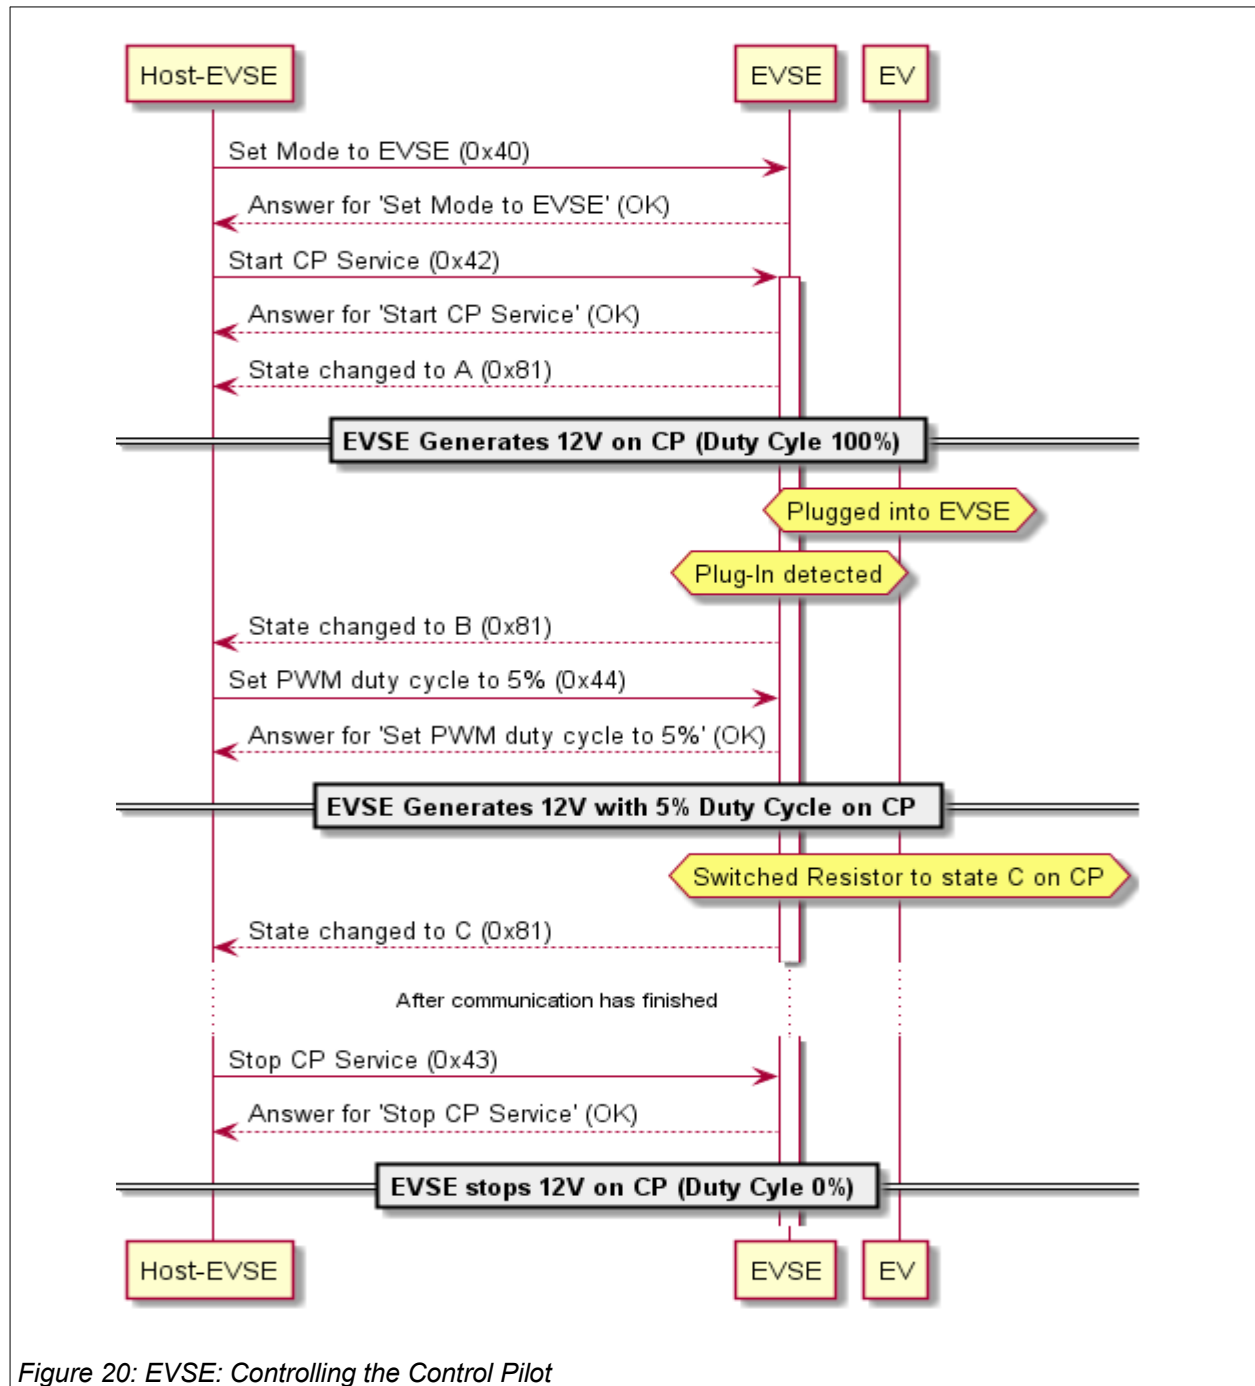 Host-EVSE
EVSE
EV
Set Mode to EVSE (0x40)
Answer for 'Set Mode to EVSE' (OK)
Start CP Service (0x42)
Answer for 'Start CP Service' (OK)
State changed to A (0x81)
EVSE Generates 12V on CP (Duty Cyle 100%)
Plugged into EVSE
Plug-In detected
State changed to B (0x81)
Set PWM duty cycle to 5% (0x44)
Answer for 'Set PWM duty cycle to 5%' (OK)
EVSE Generates 12V with 5% Duty Cycle on CP
Switched Resistor to state C on CP
State changed to C (0x81)
After communication has finished
Stop CP Service (0x43)
Answer for 'Stop CP Service' (OK)
EVSE stops 12V on CP (Duty Cyle 0%)
Host-EVSE
EVSE
EV
Figure 20: EVSE: Controlling the Control Pilot